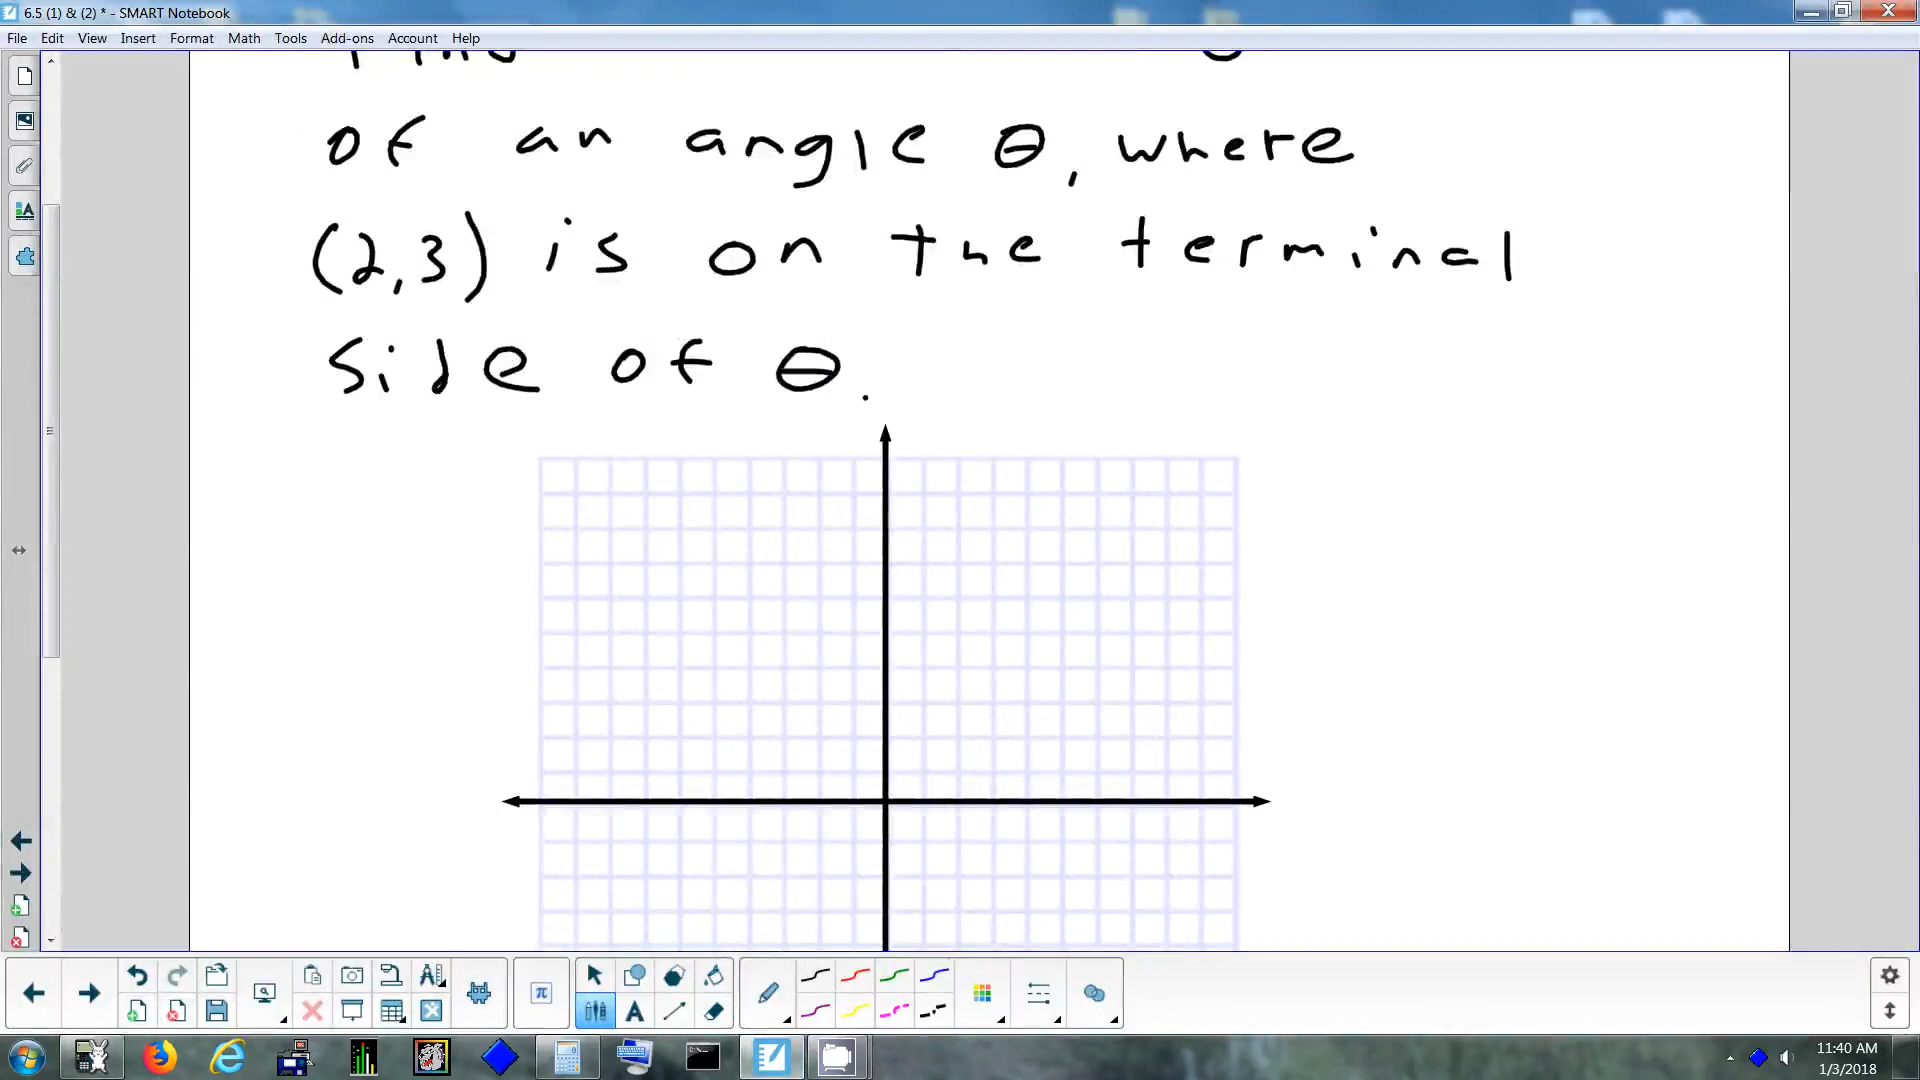 6.5 (1) & (2) * - SMART Notebook
File Edit View Insert Format Math Tools Add-ons Account Help
of an angle θ, where
(2,3) is on the terminal
side of θ.
11:40 AM
1/3/2018